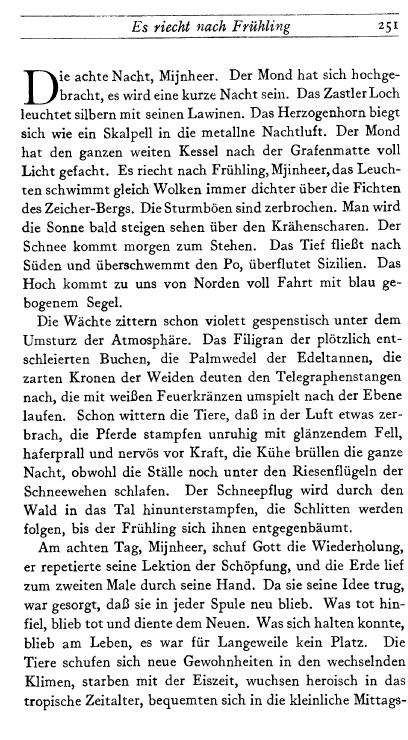 Es riecht nach Frühling 251
Die achte Nacht, Mijnheer. Der Mond hat sich hochge-
bracht, es wird eine kurze Nacht sein. Das Zastler Loch
leuchtet silbern mit seinen Lawinen. Das Herzogenhorn biegt
sich wie ein Skalpell in die metallne Nachtluft. Der Mond
hat den ganzen weiten Kessel nach der Grafenmatte voll
Licht gefacht. Es riecht nach Frühling, Mjinheer, das Leuch-
ten schwimmt gleich Wolken immer dichter über die Fichten
des Zeicher-Bergs. Die Sturmböen sind zerbrochen. Man wird
die Sonne bald steigen sehen über den Krähenscharen. Der
Schnee kommt morgen zum Stehen. Das Tief fließt nach
Süden und überschwemmt den Po, überflutet Sizilien. Das
Hoch kommt zu uns von Norden voll Fahrt mit blau ge-
bogenem Segel.
Die Wächte zittern schon violett gespenstisch unter dem
Umsturz der Atmosphäre. Das Filigran der plötzlich ent-
schleierten Buchen, die Palmwedel der Edeltannen, die
zarten Kronen der Weiden deuten den Telegraphenstangen
nach, die mit weißen Feuerkränzen umspielt nach der Ebene
laufen. Schon wittern die Tiere, daß in der Luft etwas zer-
brach, die Pferde stampfen unruhig mit glänzendem Fell,
haferprall und nervös vor Kraft, die Kühe brüllen die ganze
Nacht, obwohl die Ställe noch unter den Riesenflügeln der
Schneewehen schlafen. Der Schneepflug wird durch den
Wald in das Tal hinunterstampfen, die Schlitten werden
folgen, bis der Frühling sich ihnen entgegenbäumt.
Am achten Tag, Mijnheer, schuf Gott die Wiederholung,
er repetierte seine Lektion der Schöpfung, und die Erde lief
zum zweiten Male durch seine Hand. Da sie seine Idee trug,
war gesorgt, daß sie in jeder Spule neu blieb. Was tot hin-
fiel, blieb tot und diente dem Neuen. Was sich halten konnte,
blieb am Leben, es war für Langeweile kein Platz. Die
Tiere schufen sich neue Gewohnheiten in den wechselnden
Klimen, starben mit der Eiszeit, wuchsen heroisch in das
tropische Zeitalter, bequemten sich in die kleinliche Mittags-